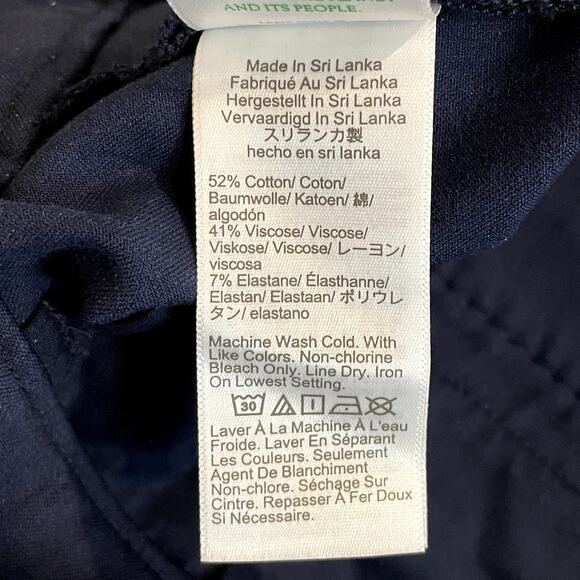 AND ITS PEOPLE.
Made In Sri Lanka
Fabriqué Au Sri Lanka
Hergestellt In Sri Lanka
Vervaardigd In Sri Lanka
スリランカ製
hecho en sri lanka
52% Cotton/ Coton/
Baumwolle/ Katoen/ 綿/
algodón
41% Viscose/ Viscose/
Viskose/ Viscose/ レーヨン/
viscosa
7% Elastane/ Élasthanne/
Elastan/ Elastaan/ ポリウレ
タン/ elastano
Machine Wash Cold. With
Like Colors. Non-chlorine
Bleach Only. Line Dry. Iron
On Lowest Setting.
30
Laver À La Machine À L'eau
Froide. Laver En Séparant
Les Couleurs. Seulement
Agent De Blanchiment
Non-chlore. Séchage Sur
Cintre. Repasser À Fer Doux
Si Nécessaire.